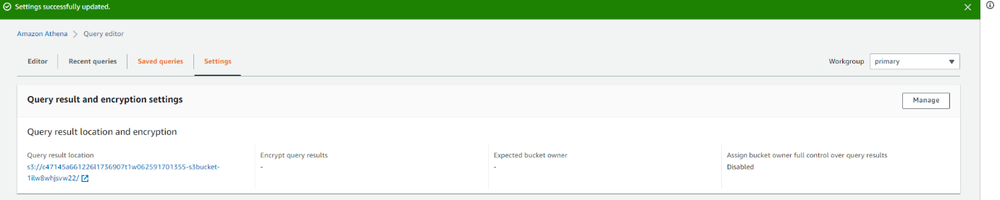 Settings successfully updated.
Amazon Athena > Query editor
Editor Recent queries Saved queries Settings Workgroup primary
Query result and encryption settings Manage
Query result location and encryption
Query result location Encrypt query results Expected bucket owner Assign bucket owner full control over query results
s3://c47145a661226l1736907t1w062591701355-s3bucket- - - Disabled
1ilw8whjsvw22/